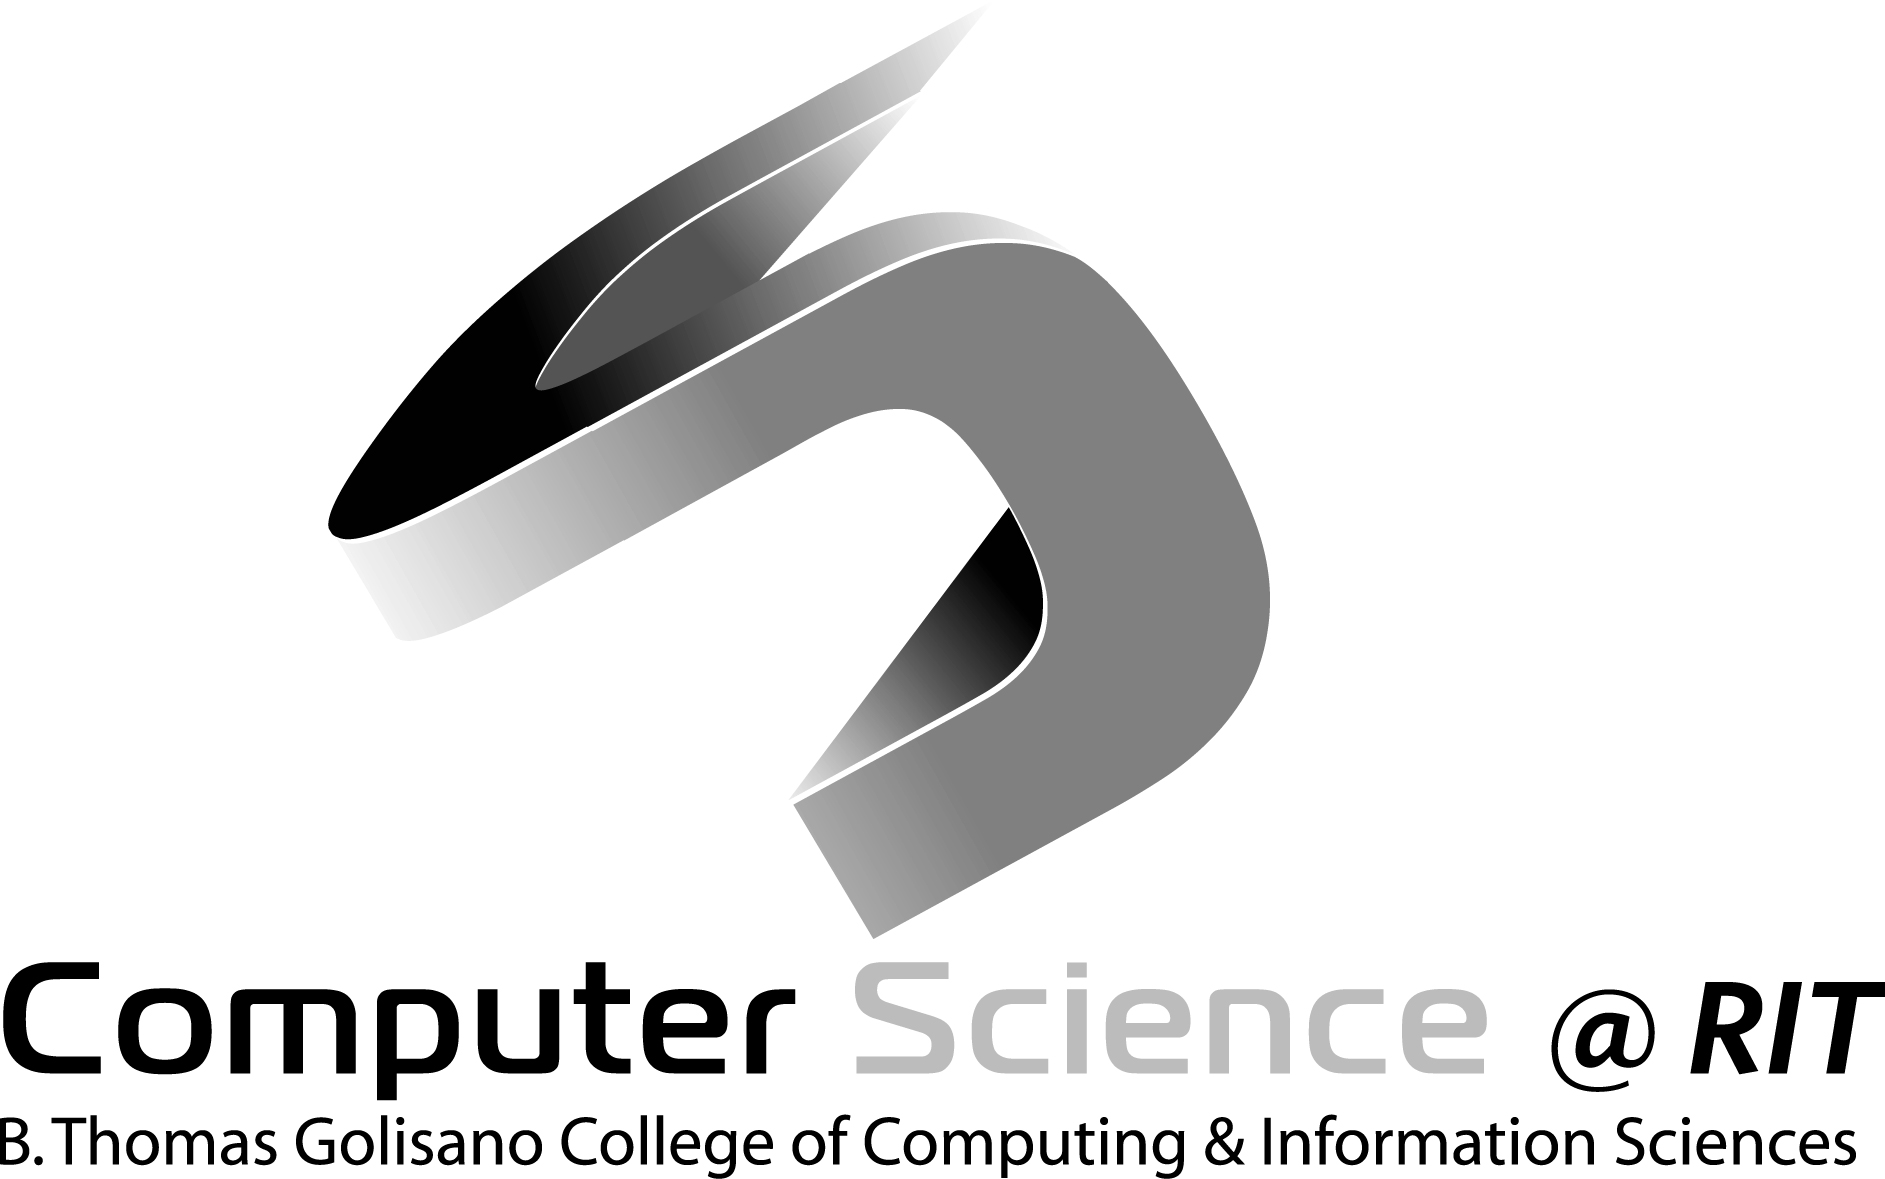 Computer Science @ RIT
B. Thomas Golisano College of Computing & Information Sciences